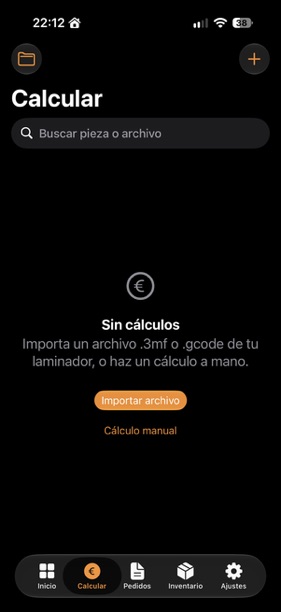 22:12
38
Calcular
Buscar pieza o archivo
€
Sin cálculos
Importa un archivo .3mf o .gcode de tu
laminador, o haz un cálculo a mano.
Importar archivo
Cálculo manual
€
Inicio Calcular Pedidos Inventario Ajustes